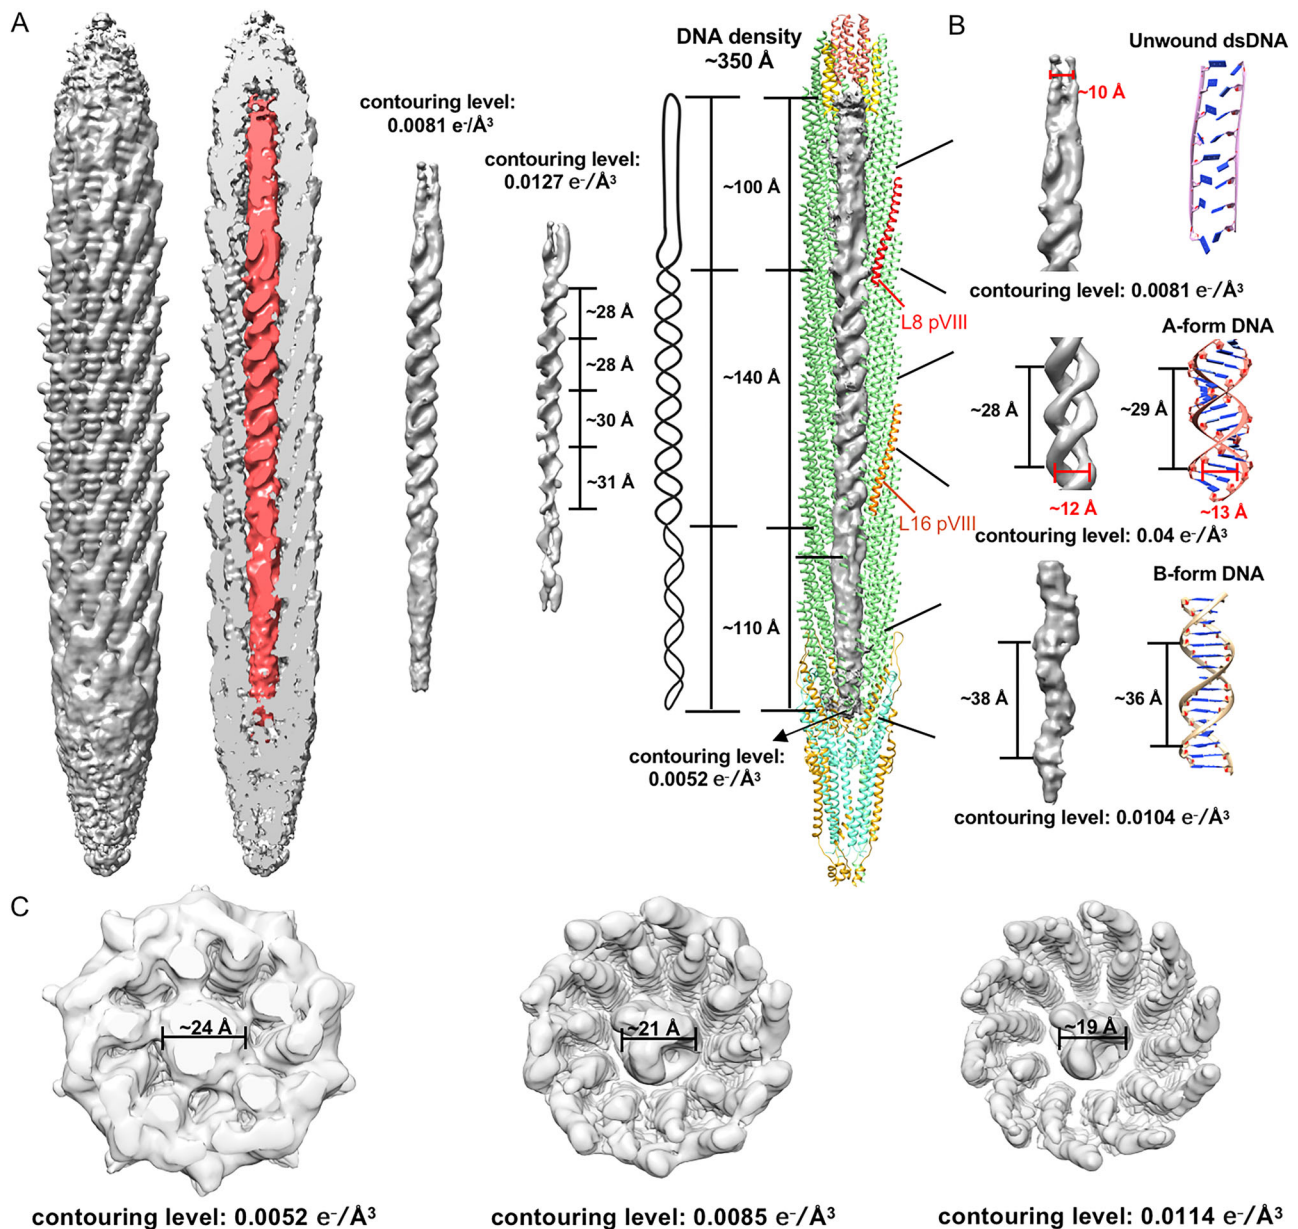 A
contouring level:
0.0081 e⁻/Å³
contouring level:
0.0127 e⁻/Å³
~28 Å
~28 Å
~30 Å
~31 Å
DNA density
~350 Å
~100 Å
~140 Å
~110 Å
L8 pVIII
L16 pVIII
contouring level:
0.0052 e⁻/Å³
B
Unwound dsDNA
~10 Å
contouring level: 0.0081 e⁻/Å³
A-form DNA
~28 Å
~29 Å
~12 Å
~13 Å
contouring level: 0.04 e⁻/Å³
B-form DNA
~38 Å
~36 Å
contouring level: 0.0104 e⁻/Å³
C
~24 Å
~21 Å
~19 Å
contouring level: 0.0052 e⁻/Å³
contouring level: 0.0085 e⁻/Å³
contouring level: 0.0114 e⁻/Å³